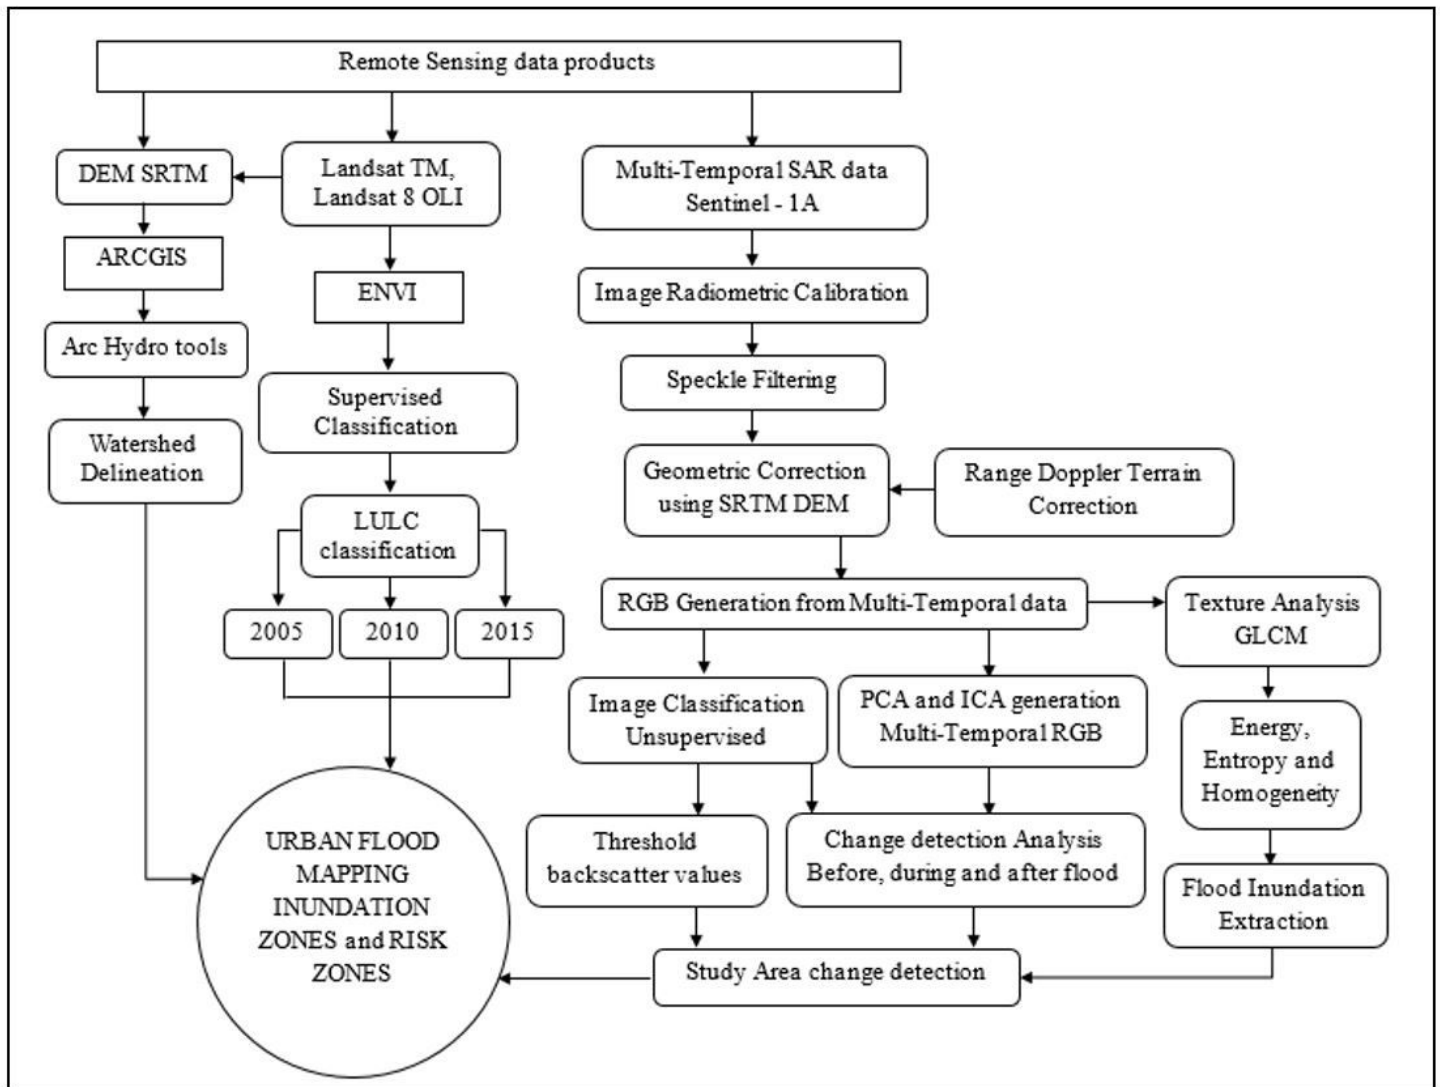 Remote Sensing data products
DEM SRTM
Landsat TM,
Landsat 8 OLI
Multi-Temporal SAR data
Sentinel - 1A
ARCGIS
ENVI
Image Radiometric Calibration
Arc Hydro tools
Speckle Filtering
Supervised
Classification
Watershed
Delineation
Geometric Correction
using SRTM DEM
Range Doppler Terrain
Correction
LULC
classification
RGB Generation from Multi-Temporal data
Texture Analysis
GLCM
2005
2010
2015
Image Classification
Unsupervised
PCA and ICA generation
Multi-Temporal RGB
Energy,
Entropy and
Homogeneity
URBAN FLOOD
MAPPING
INUNDATION
ZONES and RISK
ZONES
Threshold
backscatter values
Change detection Analysis
Before, during and after flood
Flood Inundation
Extraction
Study Area change detection